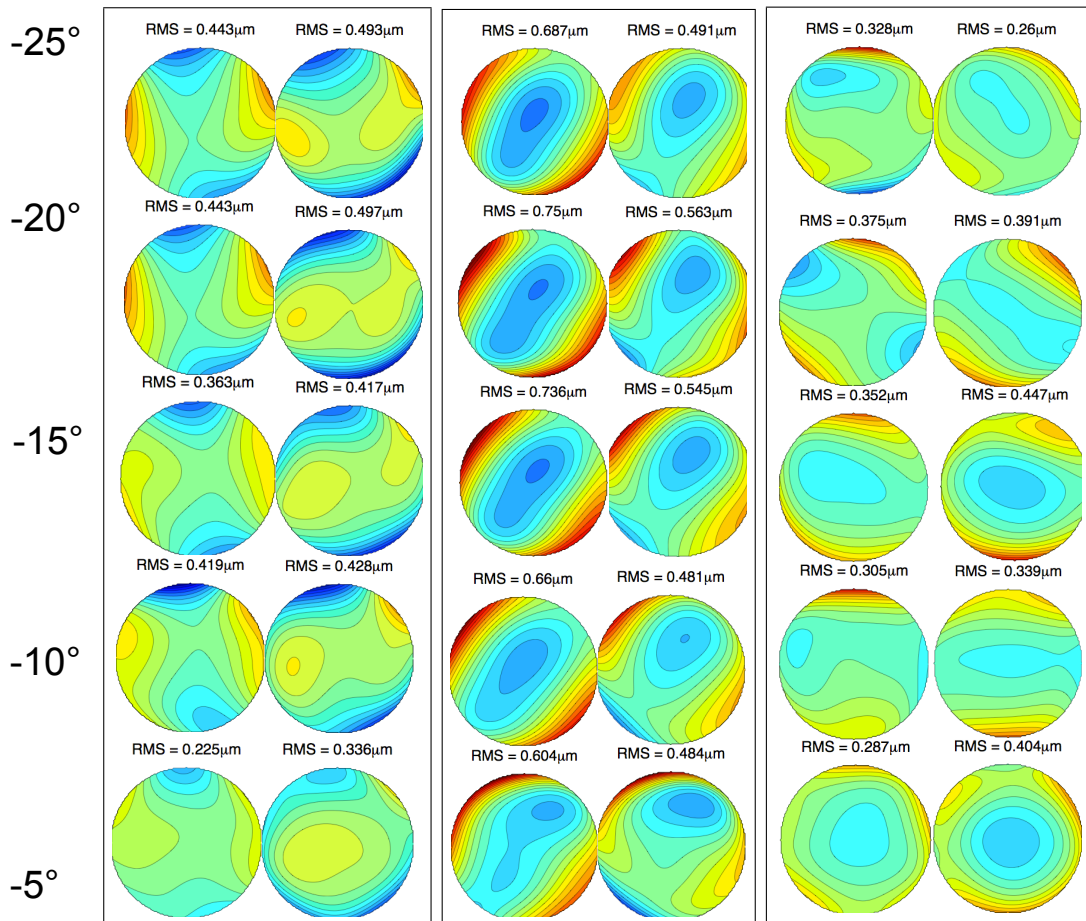 -25°
RMS = 0.443µm RMS = 0.493µm RMS = 0.687µm RMS = 0.491µm RMS = 0.328µm RMS = 0.26µm
-20°
RMS = 0.443µm RMS = 0.497µm RMS = 0.75µm RMS = 0.563µm RMS = 0.375µm RMS = 0.391µm
RMS = 0.363µm RMS = 0.417µm RMS = 0.736µm RMS = 0.545µm RMS = 0.352µm RMS = 0.447µm
-15°
RMS = 0.419µm RMS = 0.428µm RMS = 0.66µm RMS = 0.481µm RMS = 0.305µm RMS = 0.339µm
-10°
RMS = 0.225µm RMS = 0.336µm RMS = 0.604µm RMS = 0.484µm RMS = 0.287µm RMS = 0.404µm
-5°